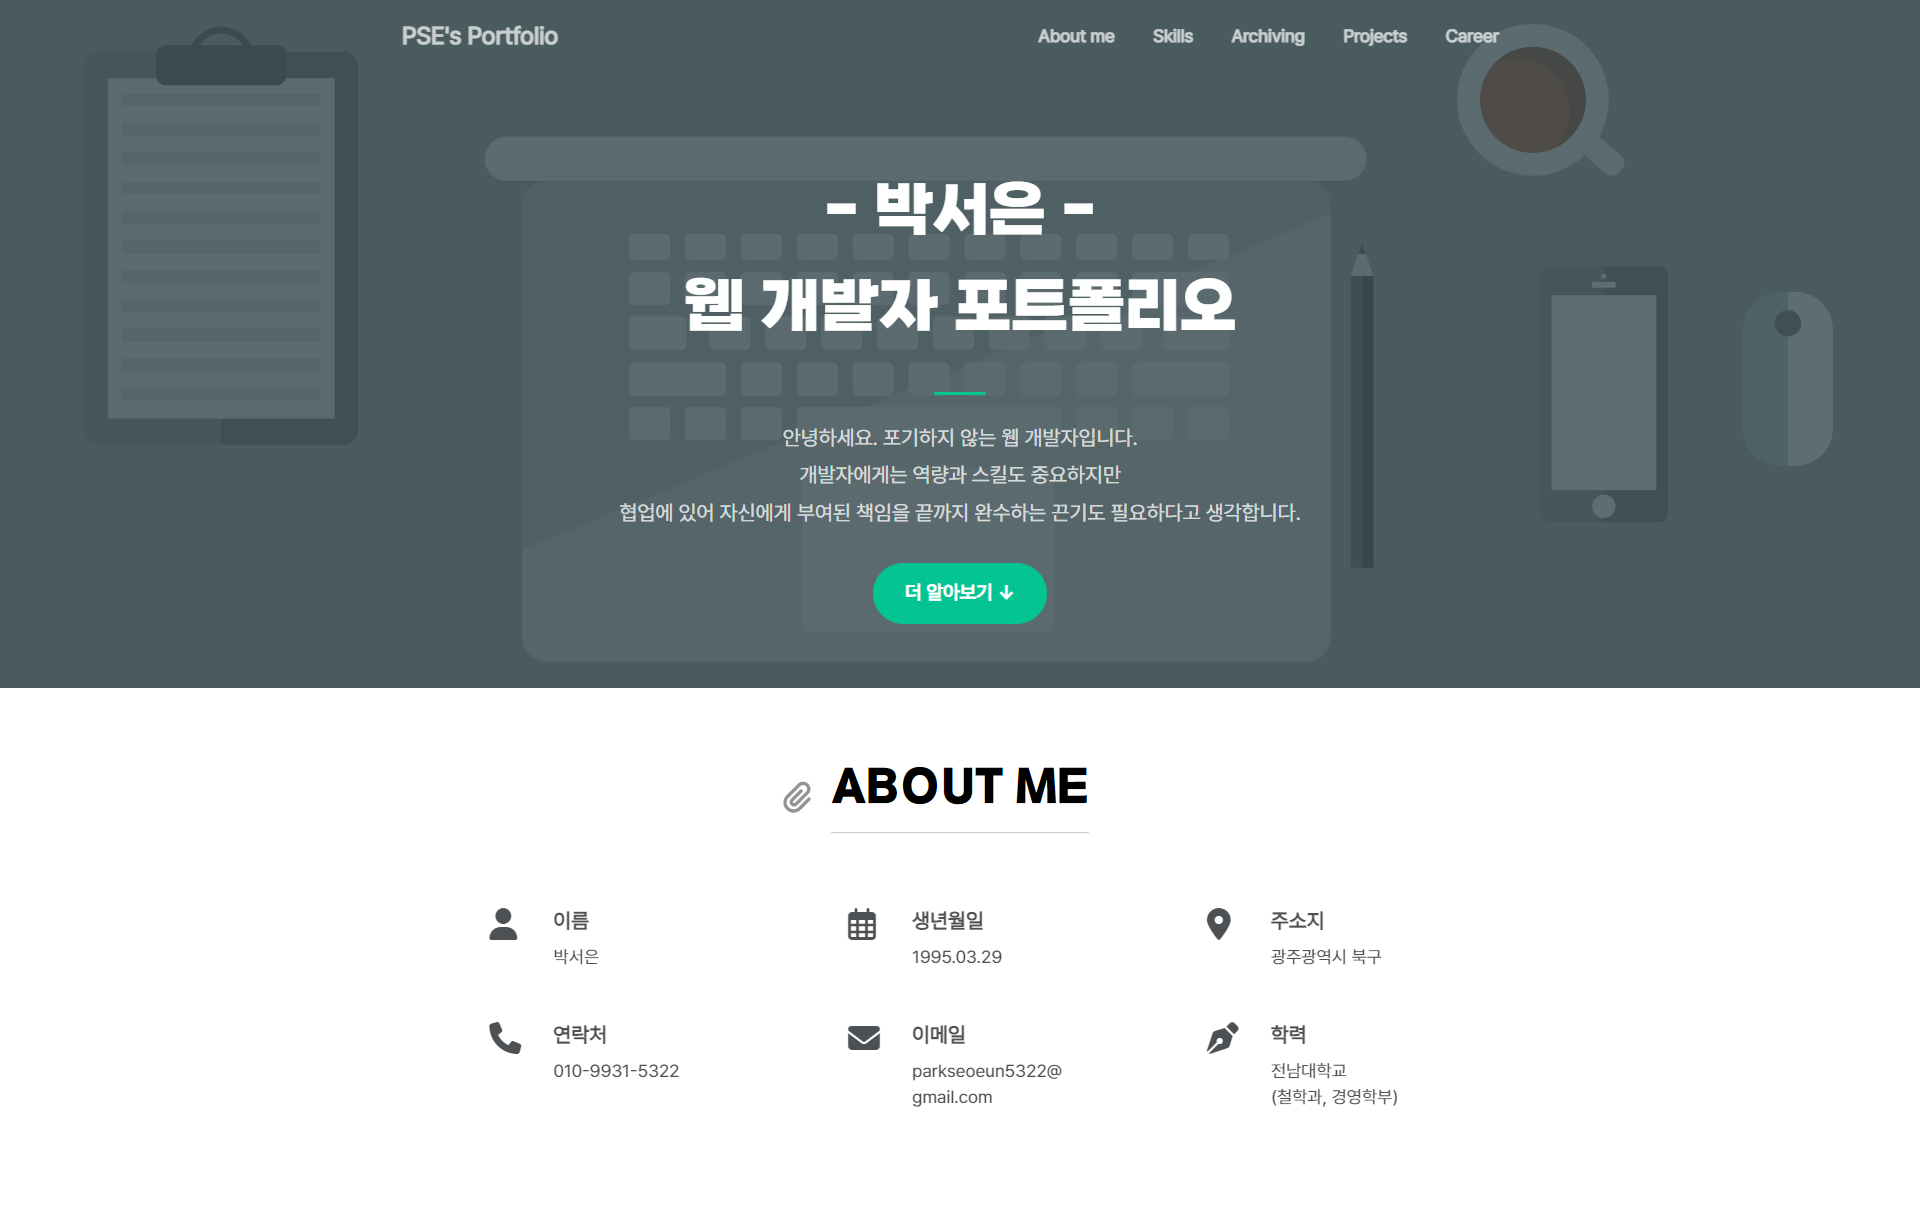 PSE's Portfolio
About me
Skills
Archiving
Projects
Career
- 박서은 -
웹 개발자 포트폴리오
안녕하세요. 포기하지 않는 웹 개발자입니다.
개발자에게는 역량과 스킬도 중요하지만
협업에 있어 자신에게 부여된 책임을 끝까지 완수하는 끈기도 필요하다고 생각합니다.
더 알아보기 ↓
ABOUT ME
이름
박서은
생년월일
1995.03.29
주소지
광주광역시 북구
연락처
010-9931-5322
이메일
parkseoeun5322@
gmail.com
학력
전남대학교
(철학과, 경영학부)